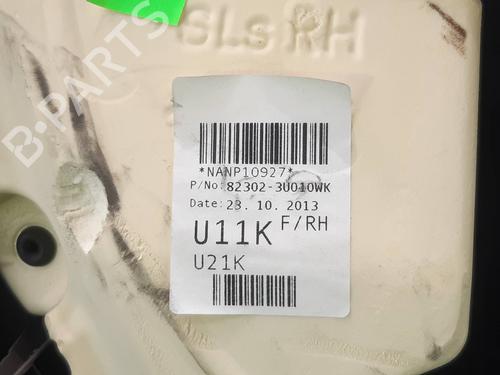 SLs RH
B-PARTS
*NANP10927*
P/No: 82302-3U010WK
Date: 23. 10. 2013
U11K F/RH
U21K